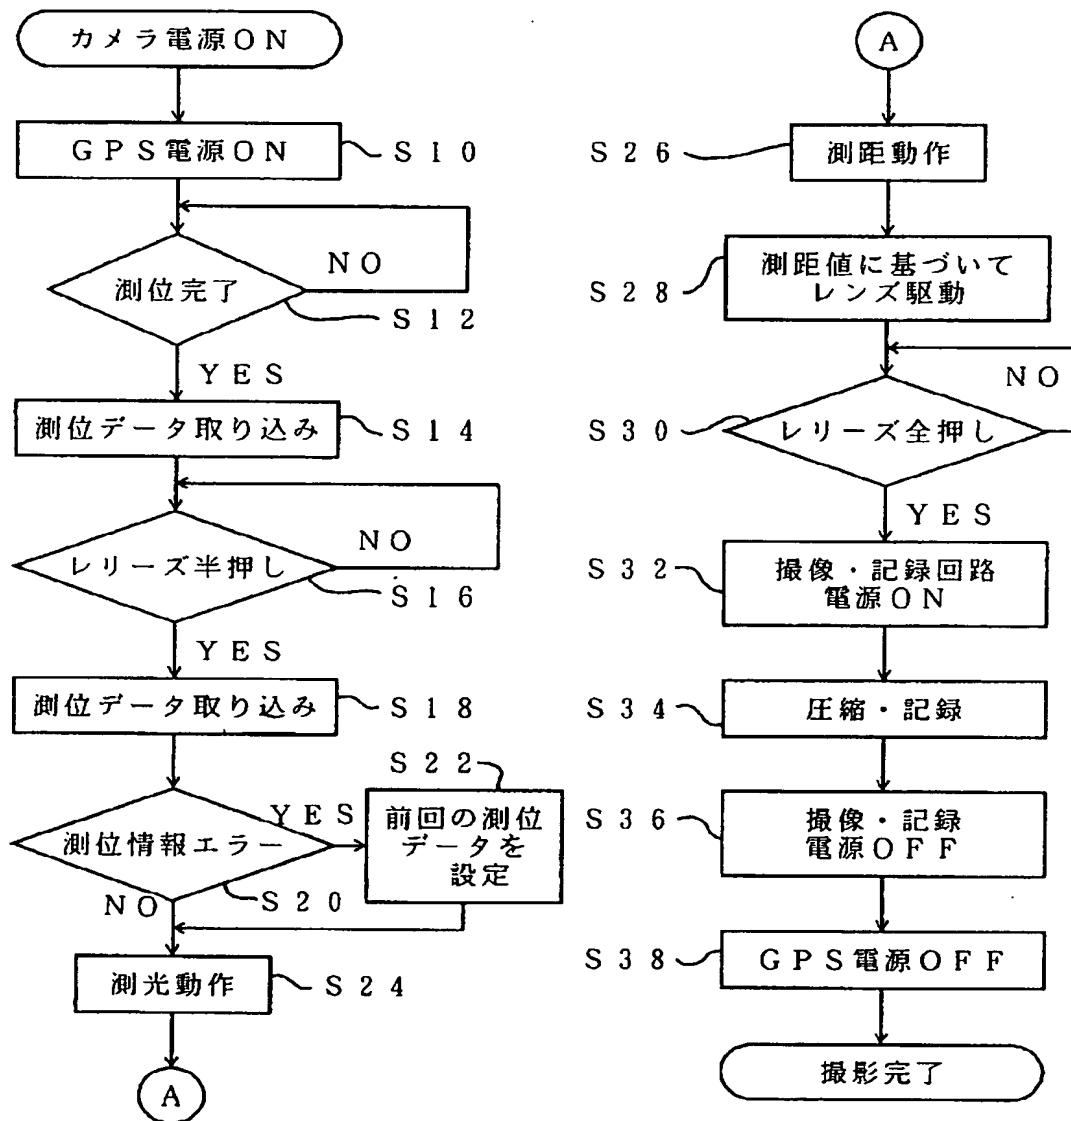 カメラ電源ON
GPS電源ON
S10
測位完了
NO
S12
YES
測位データ取り込み
S14
レリーズ半押し
NO
S16
YES
測位データ取り込み
S18
測位情報エラー
YES
S22
前回の測位
データを
設定
S20
NO
測光動作
S24
A
A
S26
測距動作
S28
測距値に基づいて
レンズ駆動
NO
S30
レリーズ全押し
YES
S32
撮像・記録回路
電源ON
S34
圧縮・記録
S36
撮像・記録
電源OFF
S38
GPS電源OFF
撮影完了